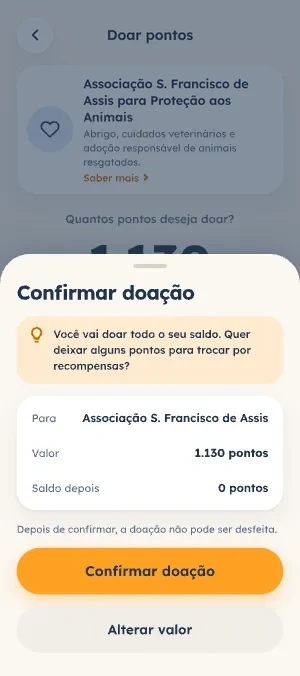 Doar pontos
Associação S. Francisco de
Assis para Proteção aos
Animais
Abrigo, cuidados veterinários e
adoção responsável de animais
resgatados.
Saber mais
Quantos pontos deseja doar?
1.130
Confirmar doação
Você vai doar todo o seu saldo. Quer
deixar alguns pontos para trocar por
recompensas?
Para Associação S. Francisco de Assis
Valor 1.130 pontos
Saldo depois 0 pontos
Depois de confirmar, a doação não pode ser desfeita.
Confirmar doação
Alterar valor